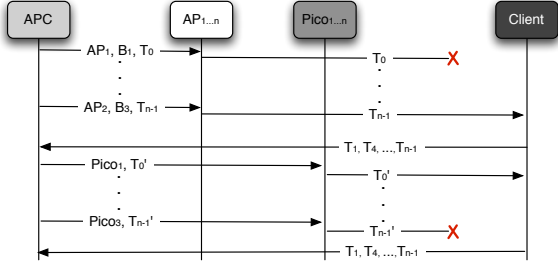 APC
AP1...n
Pico1...n
Client
AP1, B1, T0
T0
AP2, B3, Tn-1
Tn-1
T1, T4, ...,Tn-1
Pico1, T0'
T0'
Pico3, Tn-1'
Tn-1'
T1, T4, ...,Tn-1